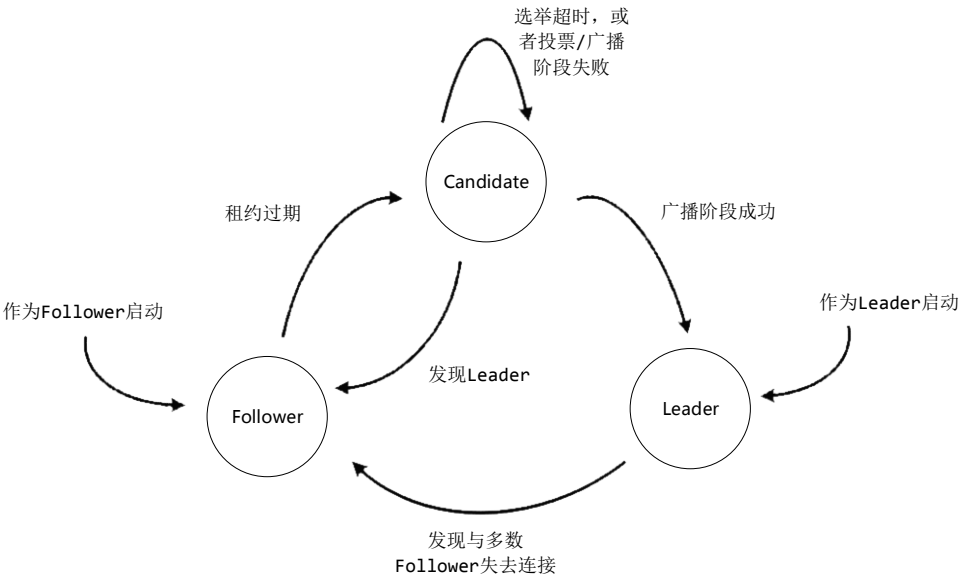 选举超时，或
者投票/广播
阶段失败
Candidate
租约过期
广播阶段成功
作为Follower启动
作为Leader启动
发现Leader
Follower
Leader
发现与多数
Follower失去连接